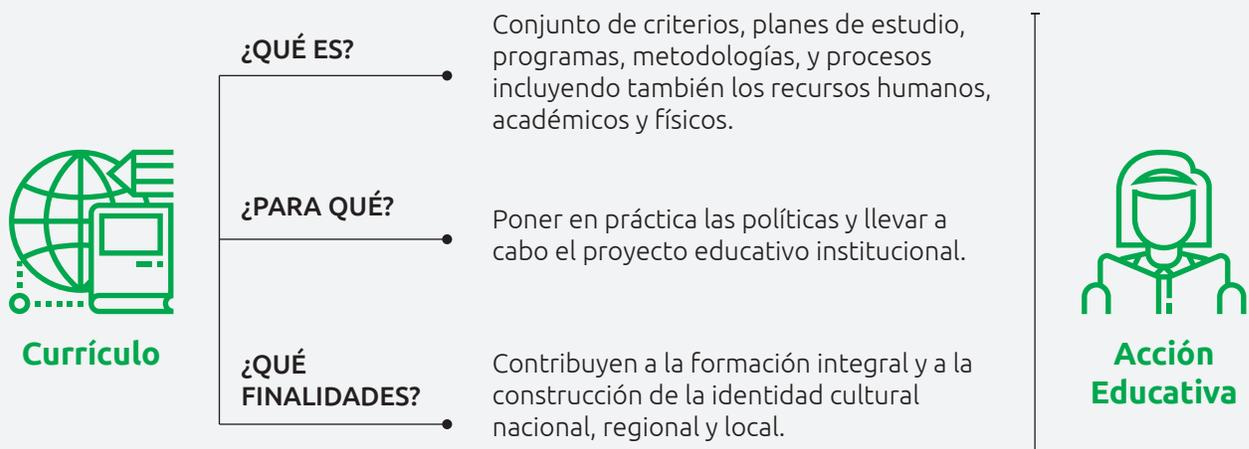 ¿QUÉ ES?
Conjunto de criterios, planes de estudio,
programas, metodologías, y procesos
incluyendo también los recursos humanos,
académicos y físicos.
¿PARA QUÉ?
Poner en práctica las políticas y llevar a
cabo el proyecto educativo institucional.
Currículo
¿QUÉ
FINALIDADES?
Contribuyen a la formación integral y a la
construcción de la identidad cultural
nacional, regional y local.
Acción
Educativa